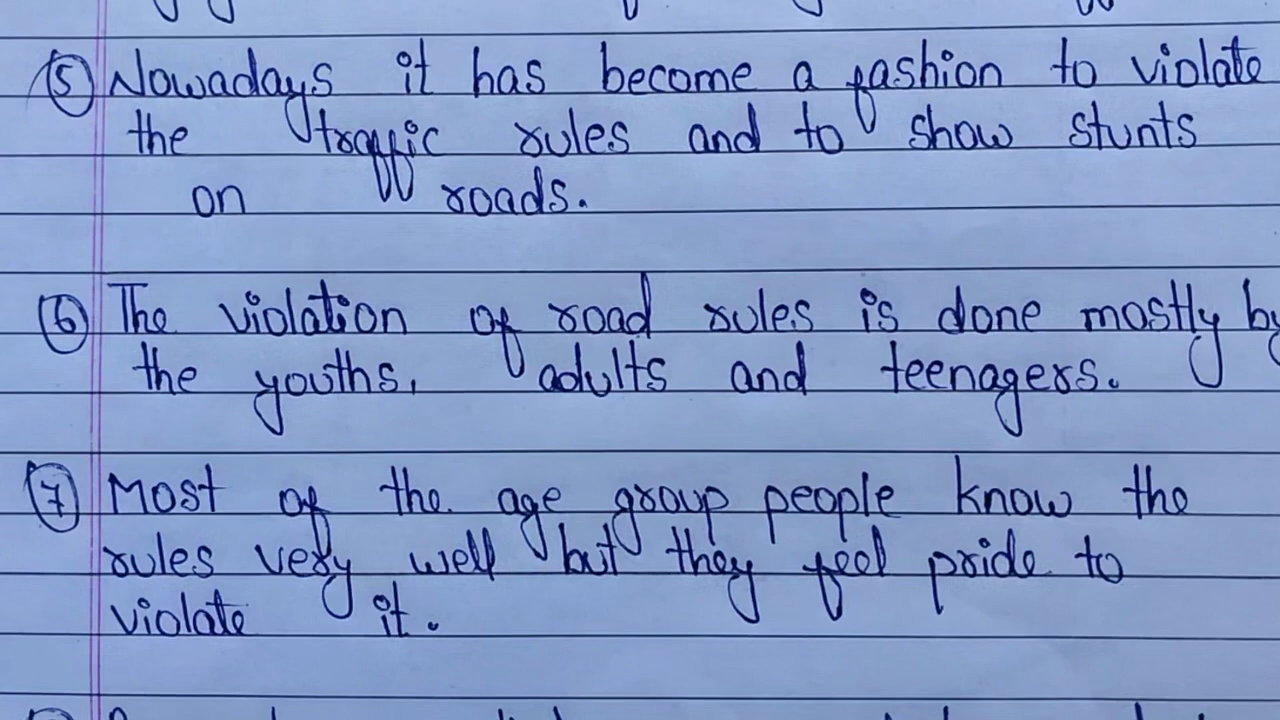 5 Nowadays it has become a fashion to violate
the traffic rules and to show stunts
on roads.
6 The violation of road rules is done mostly by
the youths, adults and teenagers.
7 Most of the age group people know the
rules very well but they feel pride to
violate it.